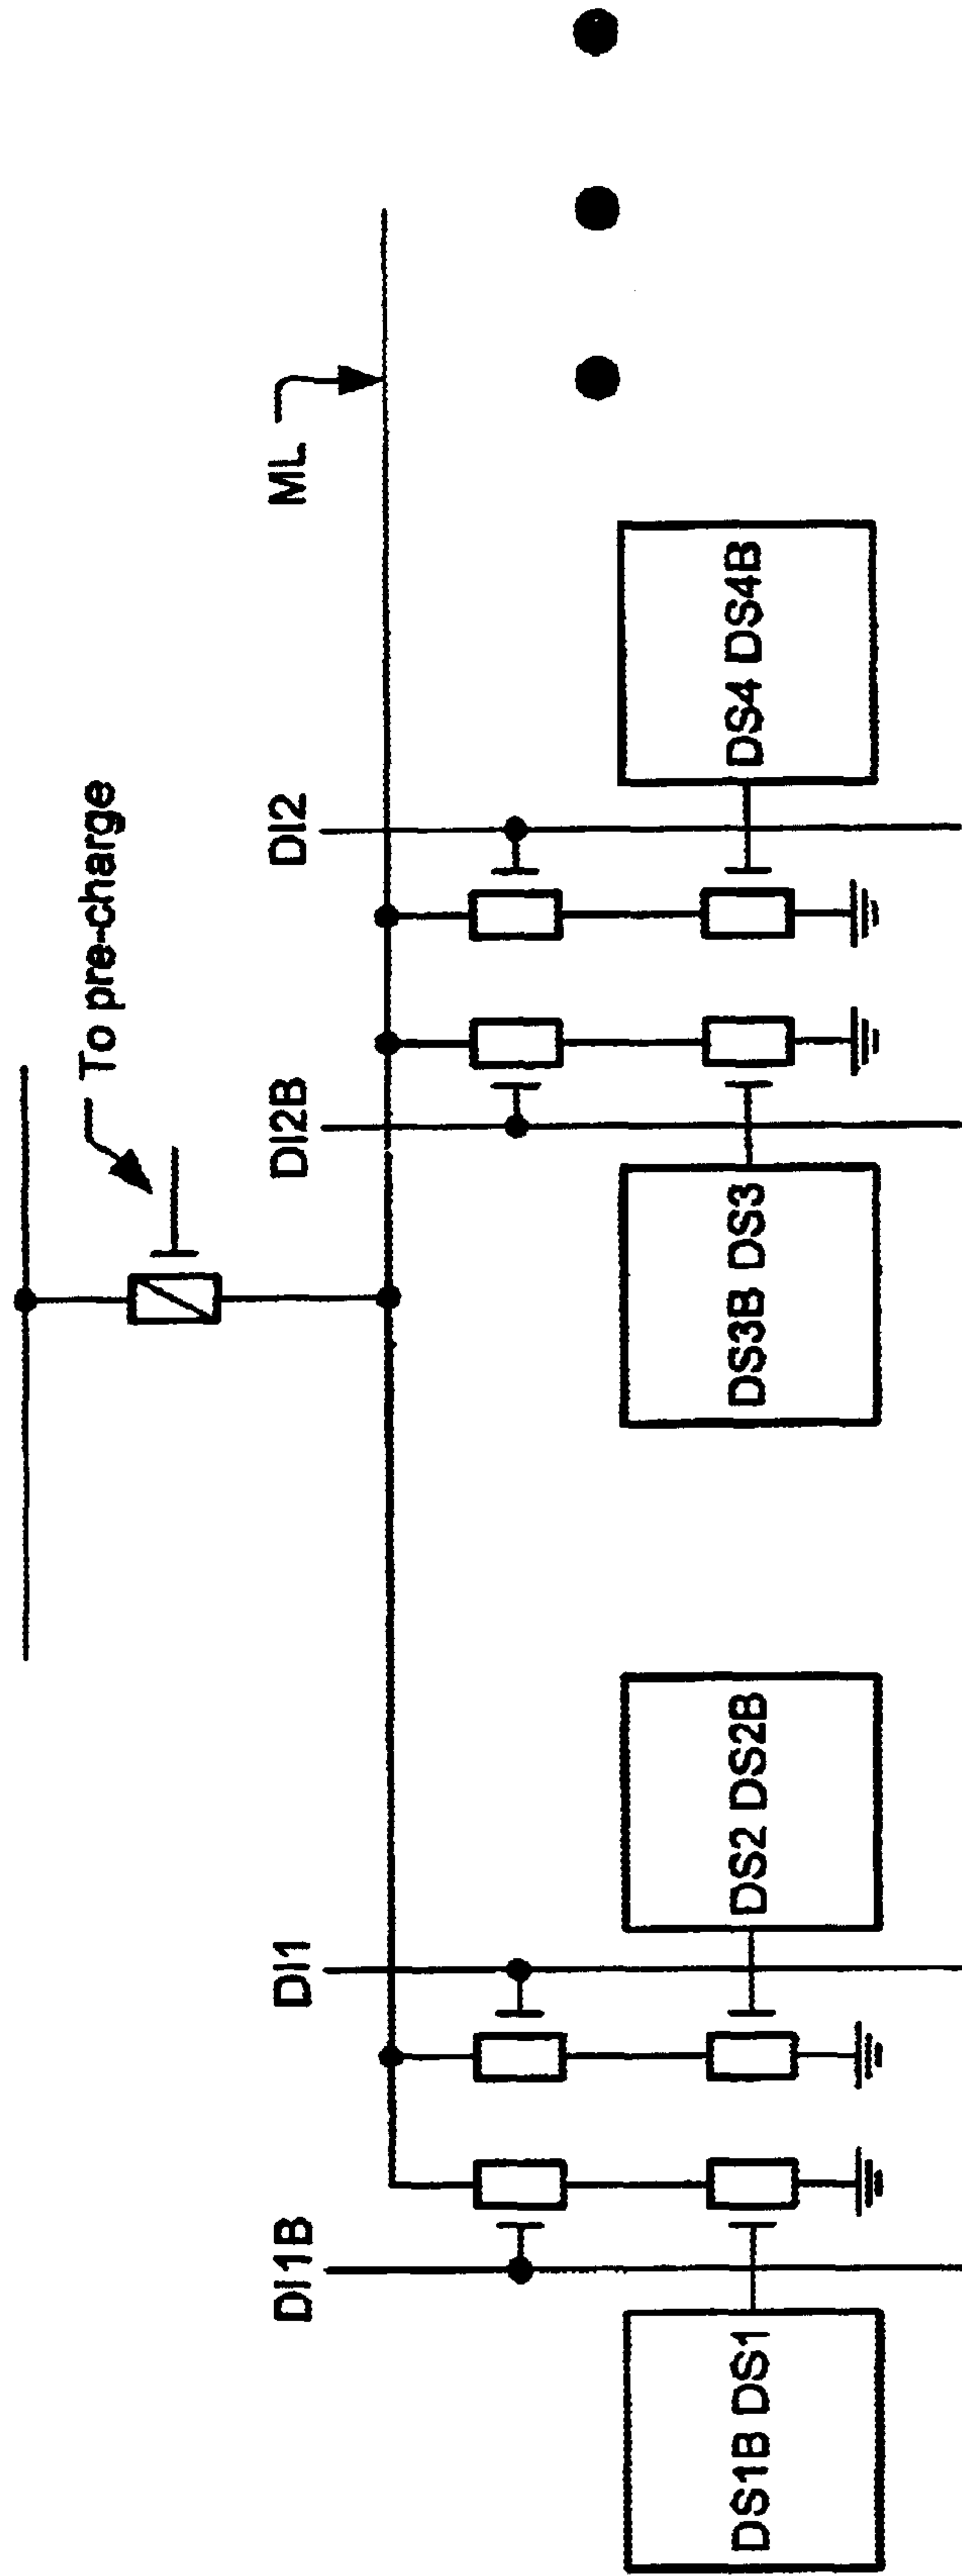 To pre-charge
ML
DI1B
DI1
DI2B
DI2
DS1B DS1
DS2 DS2B
DS3B DS3
DS4 DS4B